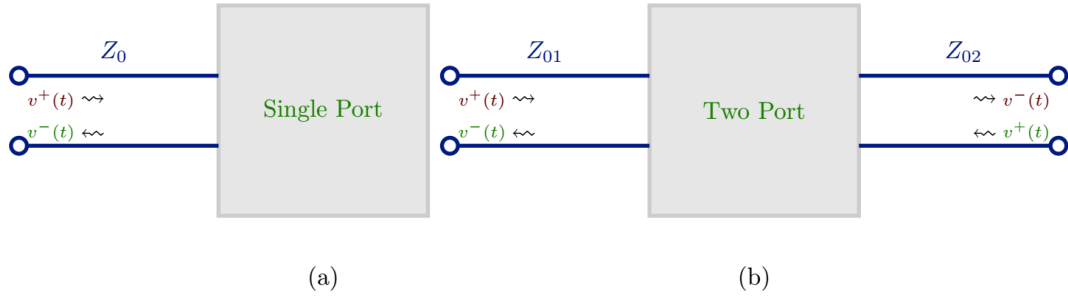 Z₀ Z₀₁ Z₀₂
v⁺(t) ⇝ v⁺(t) ⇝ ⇝ v⁻(t)
Single Port Two Port
v⁻(t) ⇜ v⁻(t) ⇜ ⇜ v⁺(t)
(a) (b)